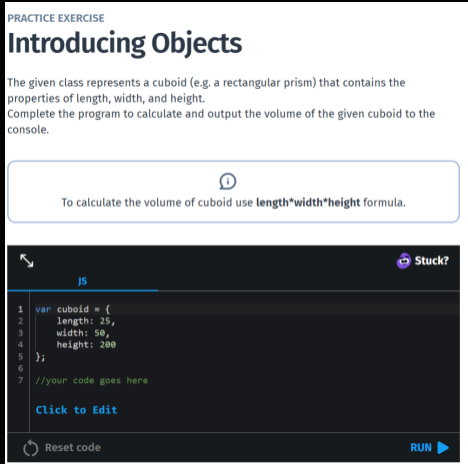 PRACTICE EXERCISE
Introducing Objects
The given class represents a cuboid (e.g. a rectangular prism) that contains the
properties of length, width, and height.
Complete the program to calculate and output the volume of the given cuboid to the
console.
To calculate the volume of cuboid use length*width*height formula.
Stuck?
JS
1 var cuboid = {
2 length: 25,
3 width: 50,
4 height: 200
5 };
6
7 //your code goes here
Click to Edit
Reset code
RUN